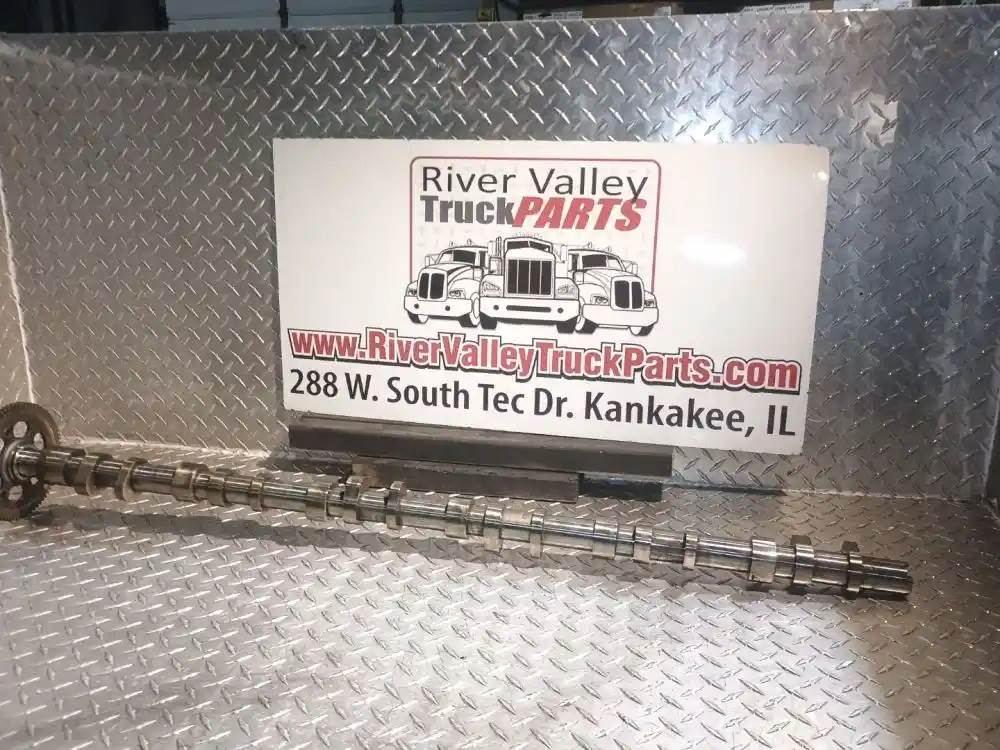 River Valley
TruckPARTS
www.RiverValleyTruckParts.com
288 W. South Tec Dr. Kankakee, IL